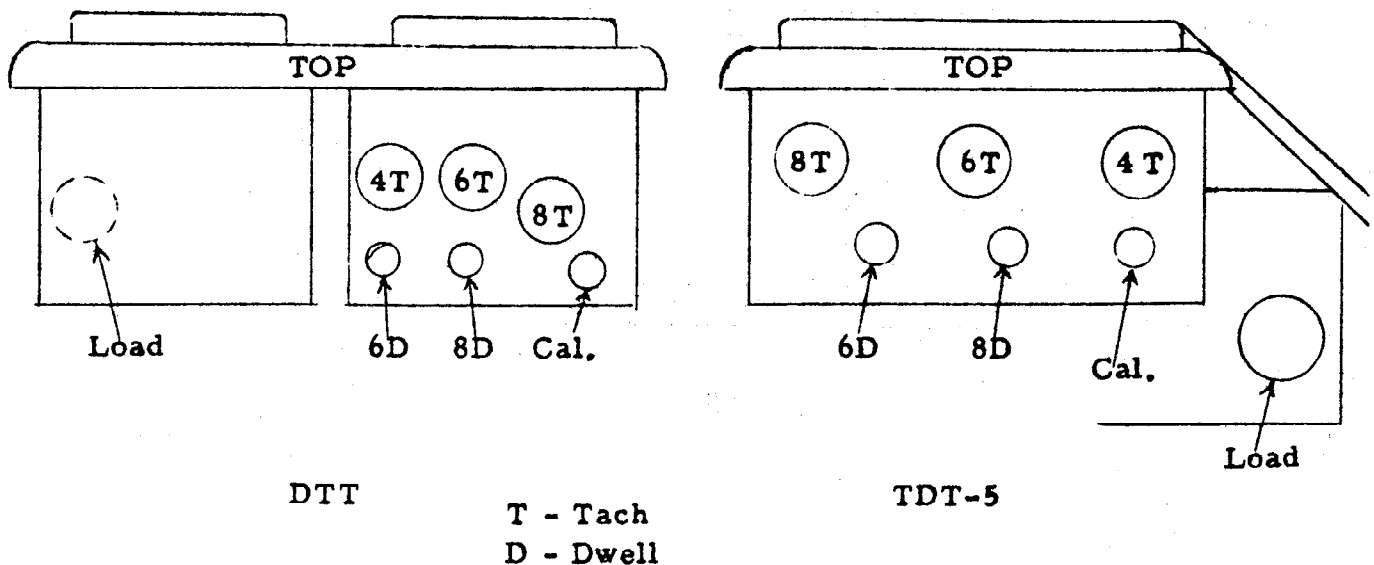 TOP
4T 6T 8T
Load 6D 8D Cal.
DTT
TOP
8T 6T 4T
6D 8D Cal.
Load
TDT-5
T - Tach
D - Dwell